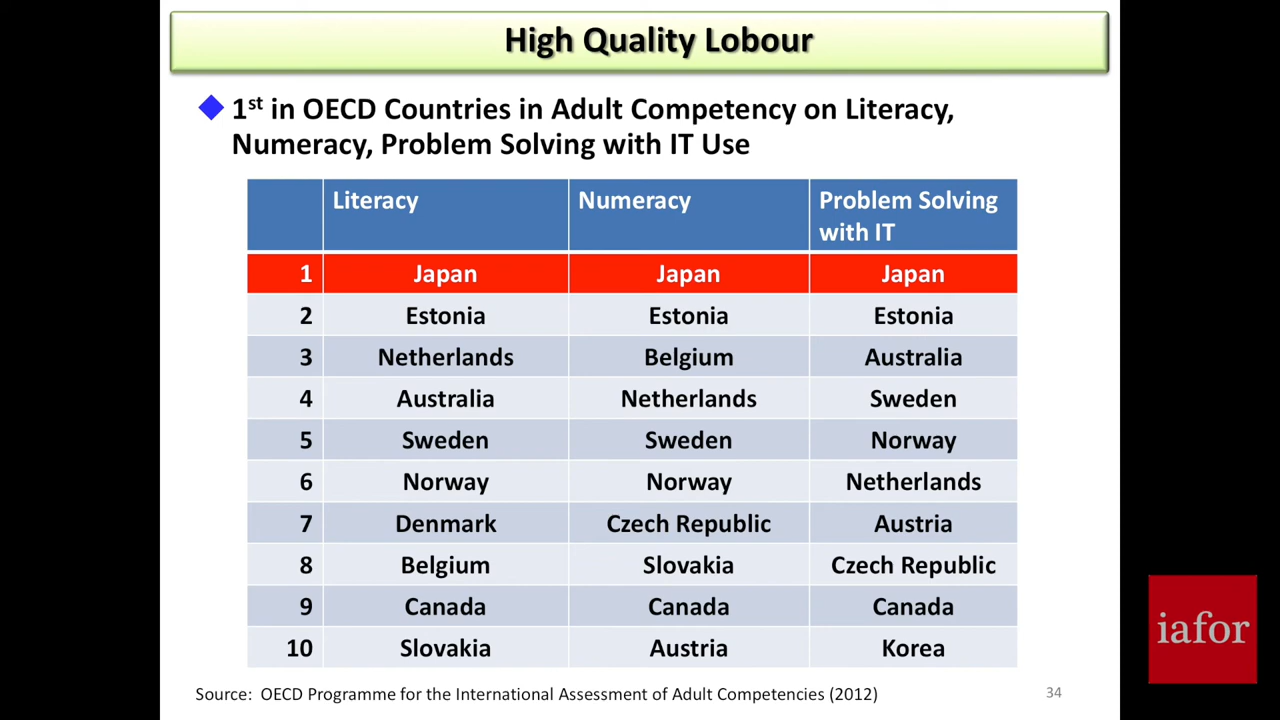 High Quality Lobour
1st in OECD Countries in Adult Competency on Literacy,
Numeracy, Problem Solving with IT Use
Literacy Numeracy Problem Solving
with IT
1 Japan Japan Japan
2 Estonia Estonia Estonia
3 Netherlands Belgium Australia
4 Australia Netherlands Sweden
5 Sweden Sweden Norway
6 Norway Norway Netherlands
7 Denmark Czech Republic Austria
8 Belgium Slovakia Czech Republic
9 Canada Canada Canada
10 Slovakia Austria Korea
Source: OECD Programme for the International Assessment of Adult Competencies (2012)
34
iafor